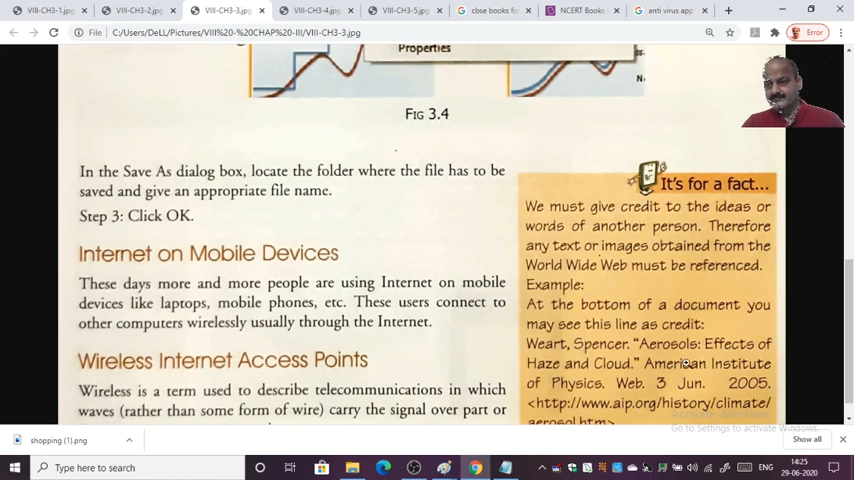 VIII-CH3-1.jpg
VIII-CH3-2.jpg
VIII-CH3-3.jpg
VIII-CH3-4.jpg
VIII-CH3-5.jpg
cbse books fo
NCERT Books
anti virus app
File
C:/Users/DeLL/Pictures/VIII%20-%20CHAP%20-III/VIII-CH3-3.jpg
Error
Properties
FIG 3.4
In the Save As dialog box, locate the folder where the file has to be
saved and give an appropriate file name.
Step 3: Click OK.
Internet on Mobile Devices
These days more and more people are using Internet on mobile
devices like laptops, mobile phones, etc. These users connect to
other computers wirelessly usually through the Internet.
Wireless Internet Access Points
Wireless is a term used to describe telecommunications in which
waves (rather than some form of wire) carry the signal over part or
It's for a fact...
We must give credit to the ideas or
words of another person. Therefore
any text or images obtained from the
World Wide Web must be referenced.
Example:
At the bottom of a document you
may see this line as credit:
Weart, Spencer. "Aerosols: Effects of
Haze and Cloud." American Institute
of Physics. Web. 3 Jun. 2005.
<http://www.aip.org/history/climate/
aerosol.htm>
Activate Windows
Go to Settings to activate Windows.
shopping (1).png
Show all
Type here to search
ENG
14:25
29-06-2020